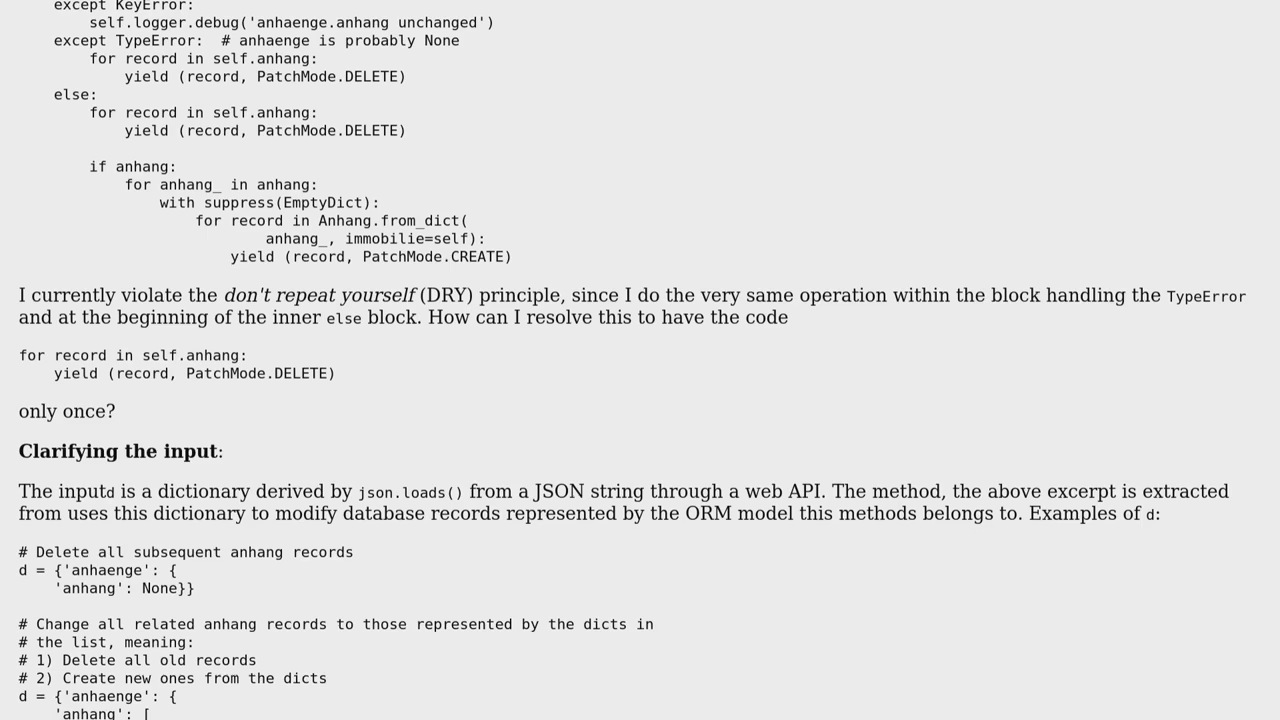 except KeyError:
        self.logger.debug('anhaenge.anhang unchanged')
    except TypeError:  # anhaenge is probably None
        for record in self.anhang:
            yield (record, PatchMode.DELETE)
    else:
        for record in self.anhang:
            yield (record, PatchMode.DELETE)

        if anhang:
            for anhang_ in anhang:
                with suppress(EmptyDict):
                    for record in Anhang.from_dict(
                            anhang_, immobilie=self):
                        yield (record, PatchMode.CREATE)

I currently violate the don't repeat yourself (DRY) principle, since I do the very same operation within the block handling the TypeError
and at the beginning of the inner else block. How can I resolve this to have the code

for record in self.anhang:
    yield (record, PatchMode.DELETE)

only once?

Clarifying the input:

The inputd is a dictionary derived by json.loads() from a JSON string through a web API. The method, the above excerpt is extracted
from uses this dictionary to modify database records represented by the ORM model this methods belongs to. Examples of d:

# Delete all subsequent anhang records
d = {'anhaenge': {
    'anhang': None}}

# Change all related anhang records to those represented by the dicts in
# the list, meaning:
# 1) Delete all old records
# 2) Create new ones from the dicts
d = {'anhaenge': {
    'anhang': [